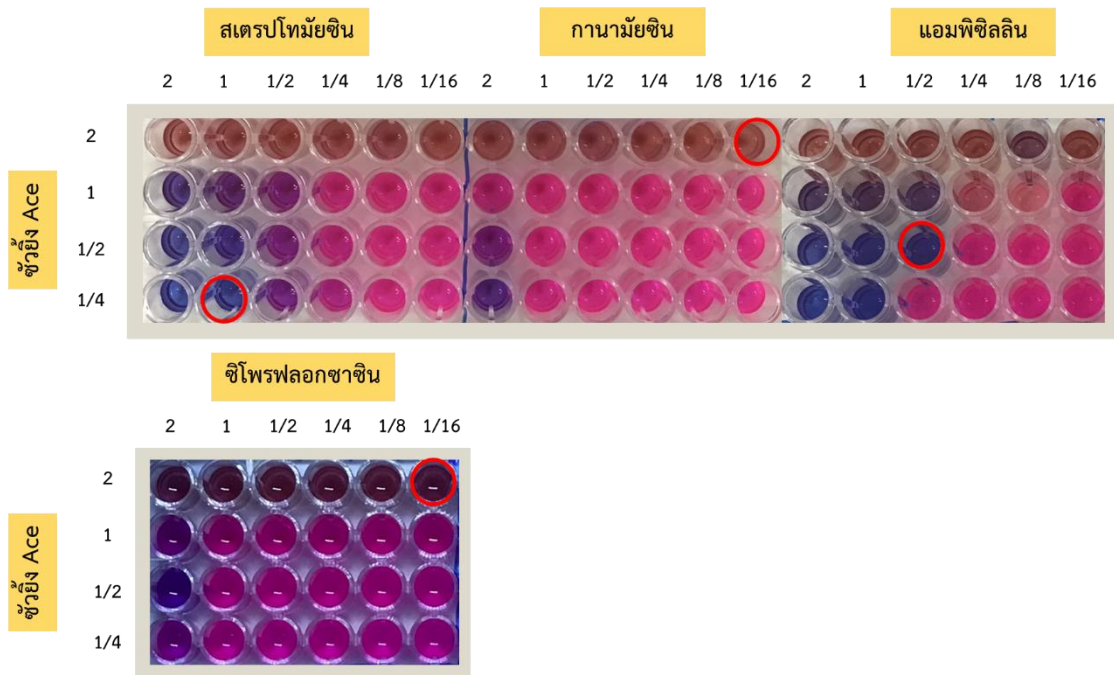 สเตรปโทมัยซิน กานามัยซิน แอมพิซิลลิน
2 1 1/2 1/4 1/8 1/16 2 1 1/2 1/4 1/8 1/16 2 1 1/2 1/4 1/8 1/16
2
1
1/2
1/4
ซัวยิ้ง Ace
ซิโพรฟลอกซาซิน
2 1 1/2 1/4 1/8 1/16
2
1
1/2
1/4
ซัวยิ้ง Ace